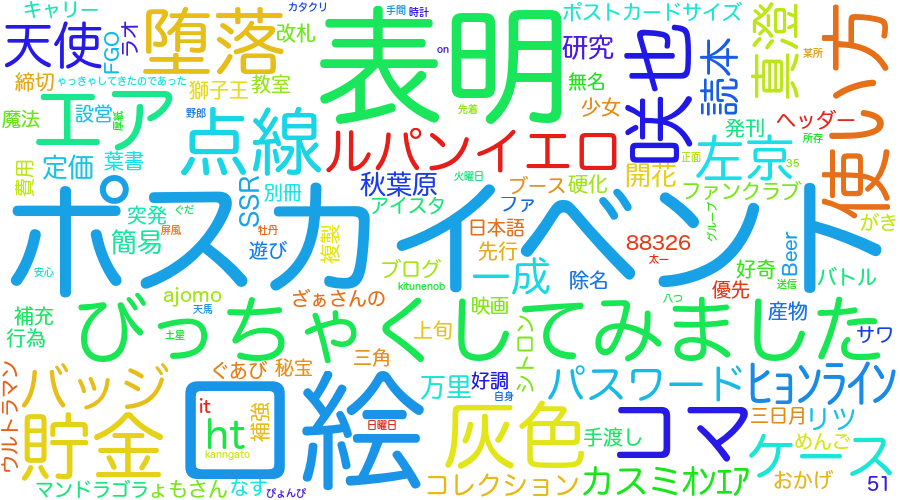 キャリー
カタクリ
手間
時計
ポストカードサイズ
天使
FGO
ラオ
堕落
改札
表明
on
研究
咲也
読本
真澄
某所
使い方
締切
ゃっきゃしてきたのであった
獅子王
教室
無名
エア
魔法
設営
野郎
点線
先着
少女
ヘッダー
発刊
所存
ルパンイエロ
左京
正面
35
費用
定価
葉書
SSR
別冊
秋葉原
火曜日
ブース
硬化
開花
ファンクラブ
アイスタ
ファ
グループ
がき
突発
ぐだ
屏風
牡丹
簡易
遊び
複製
日本語
先行
88326
太一
Beer
安心
ポスカイベント
ブログ
kitunenob
一成
除名
好奇
送信
バトル
優先
ajomo
天馬
ざぁさんの
映画
八つ
産物
補充
行為
びっちゃくしてみました
土星
上旬
サワ
ウルトラマン
バッジ
ぐあび
秘宝
三角
シトロン
万里
好調
自身
パスワード
ヒョンライン
貯金
it
ht
kanngato
補強
回
絵
日曜日
灰色
手渡し
コマ
三日月
リツ
めんご
ケース
マンドラゴラ
ょもさん
なす
ぴょんぴ
コレクション
カスミオンエア
おかげ
51